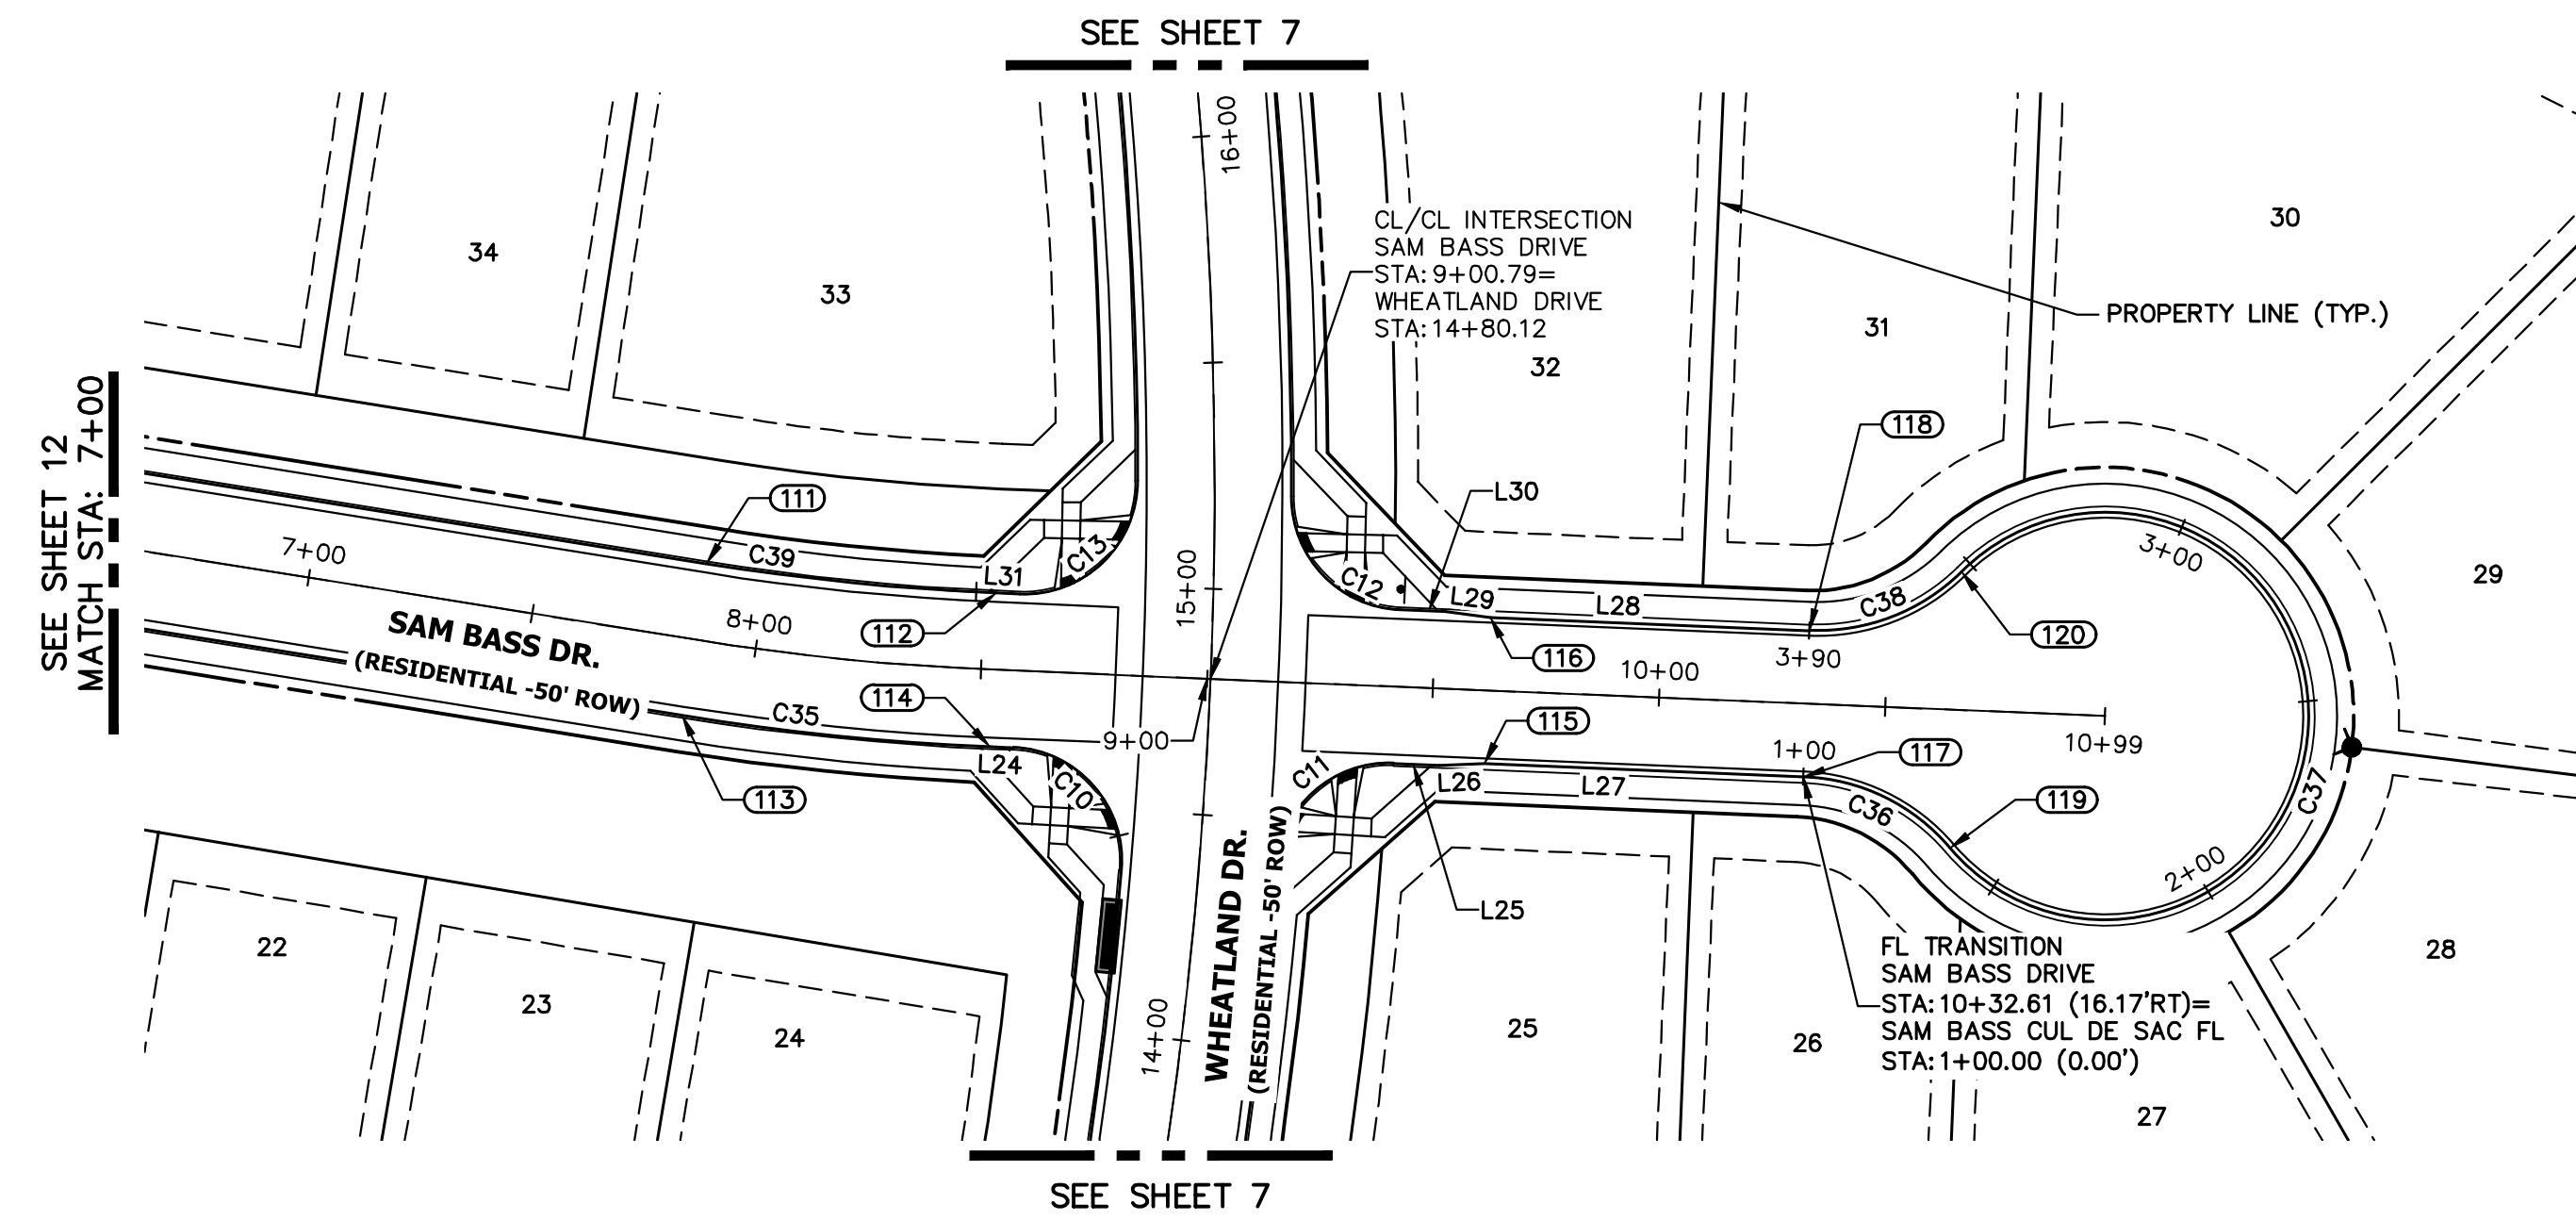 SEE SHEET 7
16+00
34
33
30
CL/CL INTERSECTION
SAM BASS DRIVE
STA: 9+00.79=
WHEATLAND DRIVE
STA: 14+80.12
31
PROPERTY LINE (TYP.)
32
118
SEE SHEET 12
MATCH STA: 7+00
L30
111
7+00
C39
C13
L31
15+00
C12
L29
L28
C38
3+00
29
SAM BASS DR.
(RESIDENTIAL -50' ROW)
8+00
112
116
10+00
3+90
120
114
C35
9+00
115
1+00
117
10+99
L24
C10
C11
L26
L27
C36
119
C37
113
2+00
L25
WHEATLAND DR.
(RESIDENTIAL -50' ROW)
14+00
22
23
24
25
26
FL TRANSITION
SAM BASS DRIVE
STA: 10+32.61 (16.17'RT)=
SAM BASS CUL DE SAC FL
STA: 1+00.00 (0.00')
28
27
SEE SHEET 7